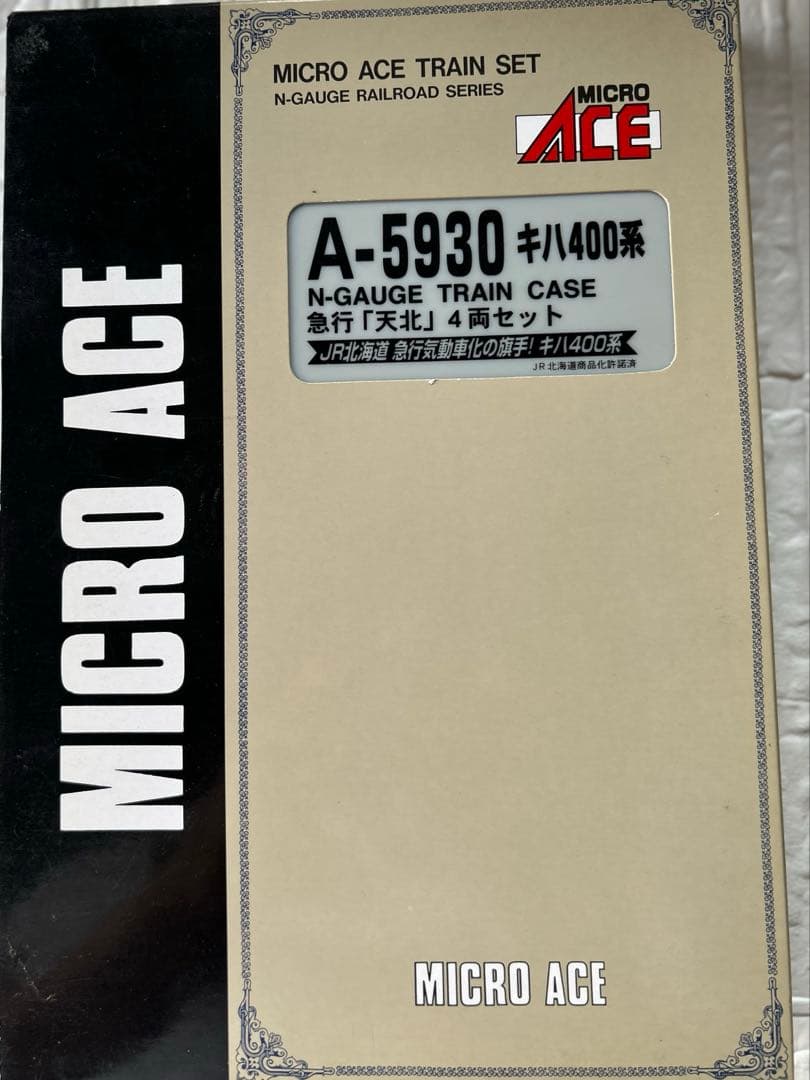 MICRO ACE TRAIN SET
N-GAUGE RAILROAD SERIES
MICRO
ACE
A-5930 キハ400系
N-GAUGE TRAIN CASE
急行「天北」4両セット
JR北海道 急行気動車化の旗手!キハ400系
JR北海道商品化許諾済
MICRO ACE
MICRO ACE